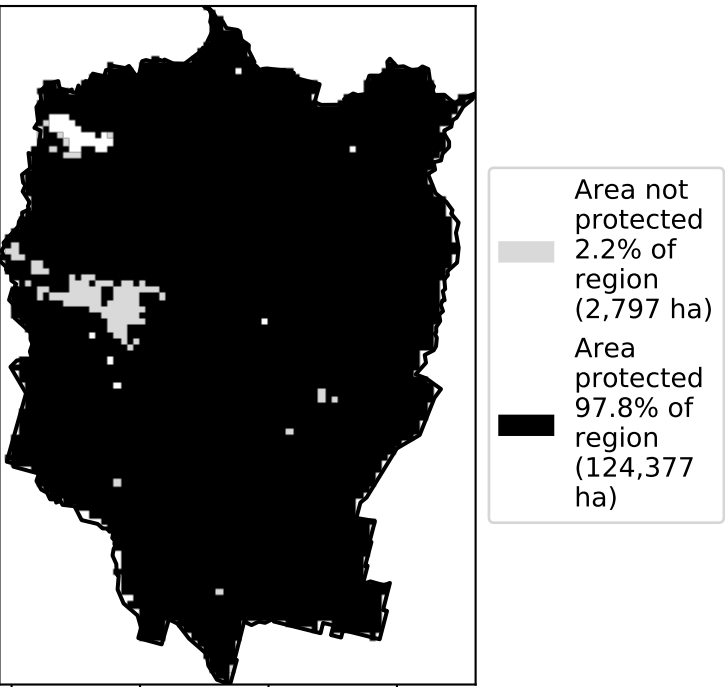 Area not
protected
2.2% of
region
(2,797 ha)
Area
protected
97.8% of
region
(124,377
ha)